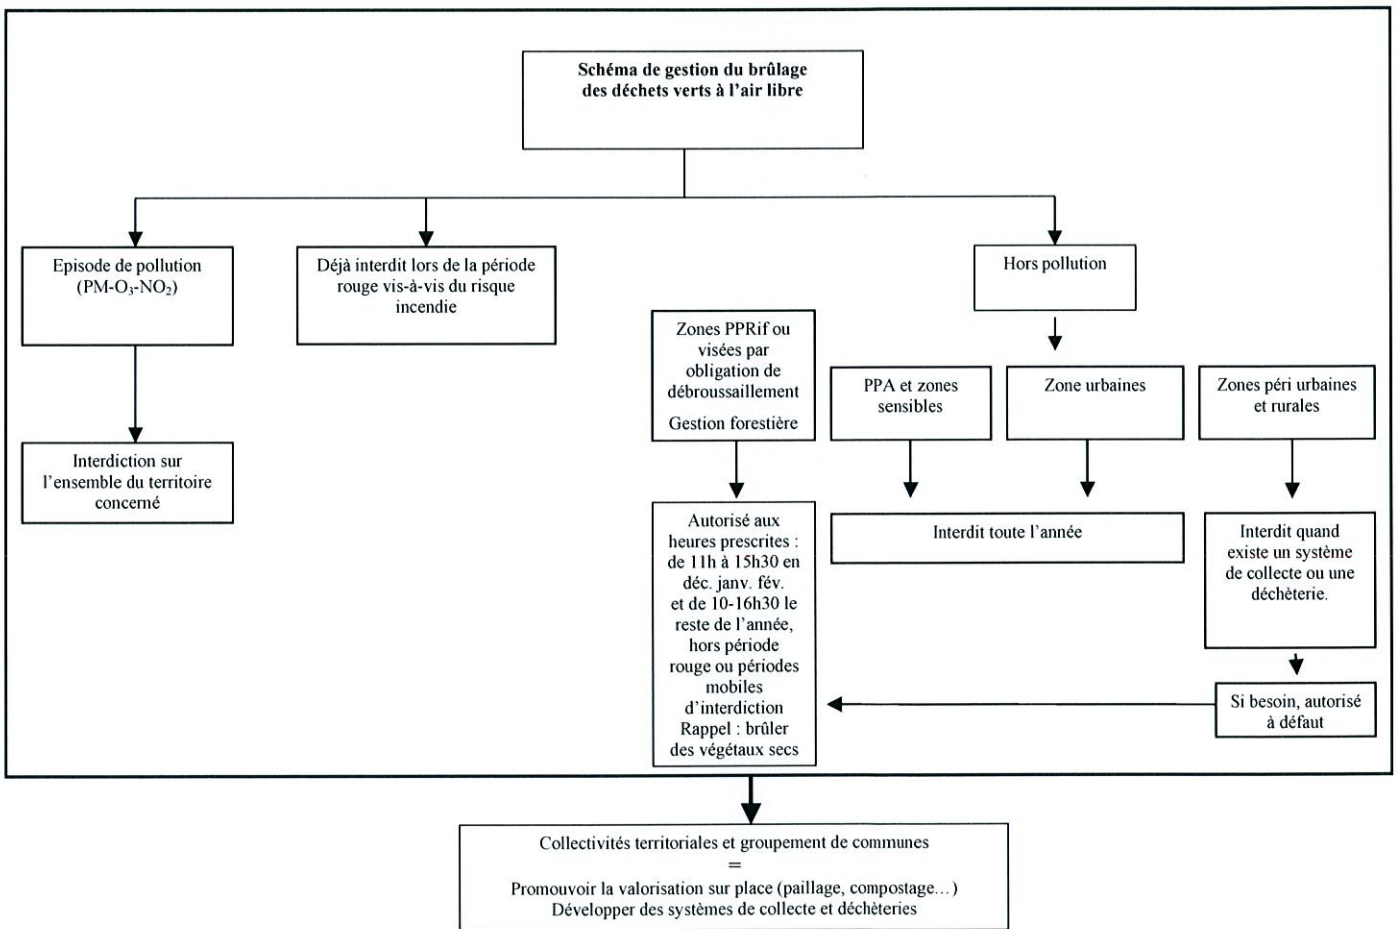 Schéma de gestion du brûlage
des déchets verts à l'air libre
Episode de pollution
(PM-O₃-NO₂)
Déjà interdit lors de la période
rouge vis-à-vis du risque
incendie
Hors pollution
Zones PPRif ou
visées par
obligation de
débroussaillement
Gestion forestière
PPA et zones
sensibles
Zone urbaines
Zones péri urbaines
et rurales
Interdiction sur
l'ensemble du territoire
concerné
Autorisé aux
heures prescrites :
de 11h à 15h30 en
déc. janv. fév.
et de 10-16h30 le
reste de l'année,
hors période
rouge ou périodes
mobiles
d'interdiction
Rappel : brûler
des végétaux secs
Interdit toute l'année
Interdit quand
existe un système
de collecte ou une
déchèterie.
Si besoin, autorisé
à défaut
Collectivités territoriales et groupement de communes
=
Promouvoir la valorisation sur place (paillage, compostage…)
Développer des systèmes de collecte et déchèteries